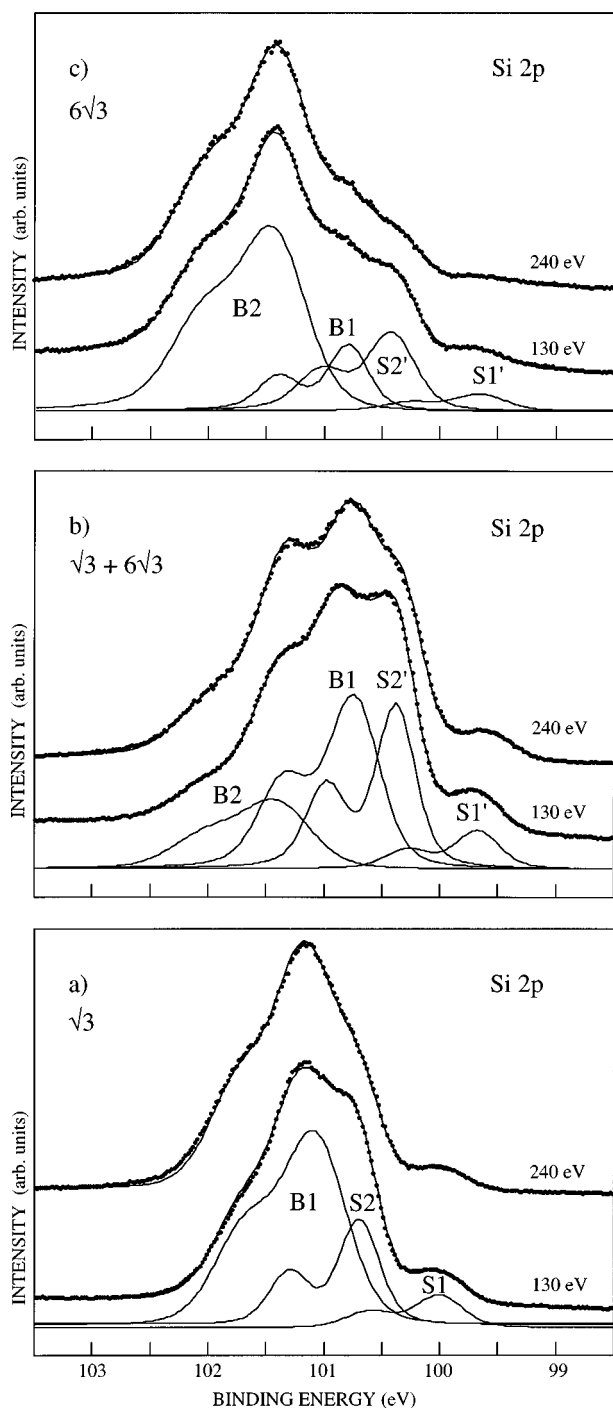 c)
Si 2p
6√3
INTENSITY (arb. units)
240 eV
B2
B1
130 eV
S2'
S1'
b)
Si 2p
√3 + 6√3
INTENSITY (arb. units)
B1
S2'
240 eV
B2
S1'
130 eV
a)
Si 2p
√3
INTENSITY (arb. units)
240 eV
B1
S2
S1
130 eV
103 102 101 100 99
BINDING ENERGY (eV)